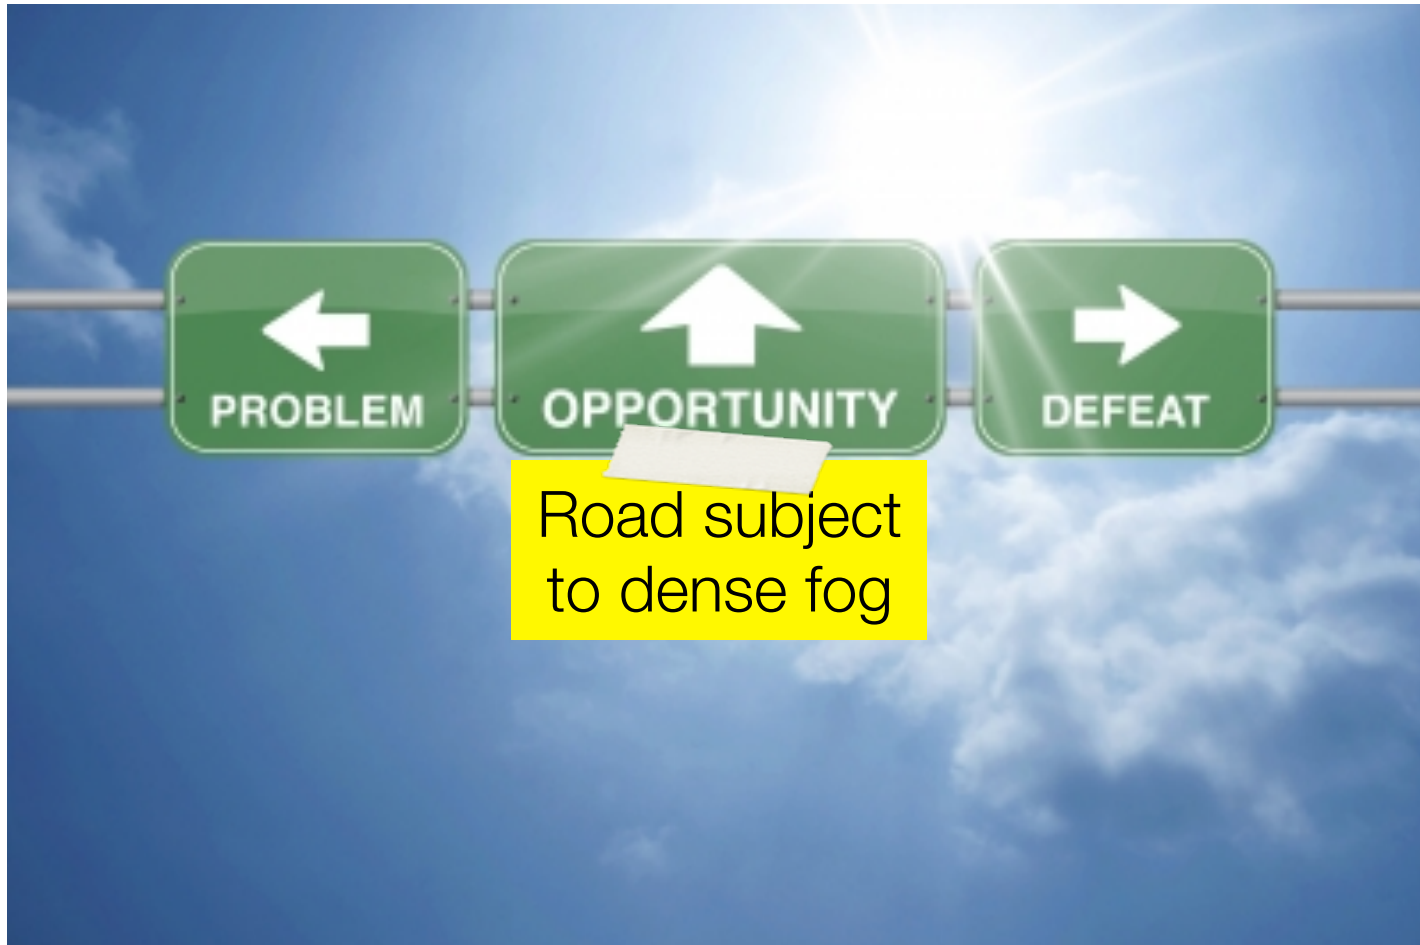 PROBLEM
OPPORTUNITY
DEFEAT
Road subject
to dense fog